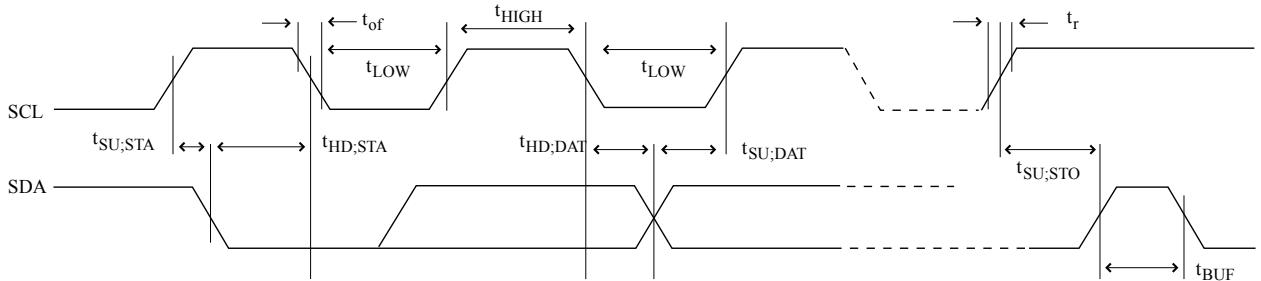 t_of
t_HIGH
t_r
t_LOW
t_LOW
SCL
t_SU;STA
t_HD;STA
t_HD;DAT
t_SU;DAT
t_SU;STO
SDA
t_BUF